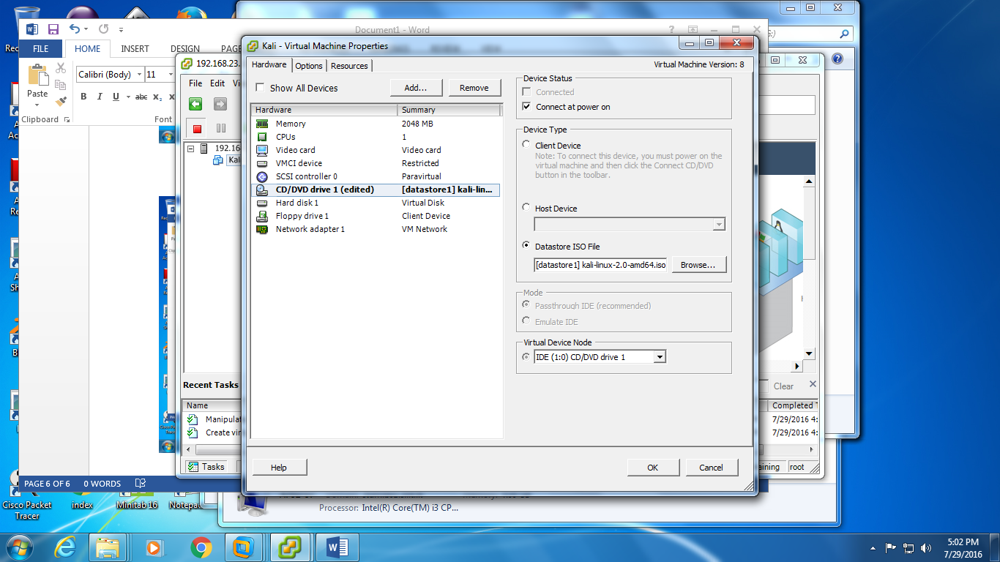 Document1 - Word
FILE
HOME
INSERT
DESIGN
Calibri (Body)
11
Paste
B I U abc x₂ x
Clipboard
Font
192.168.23.
File Edit
192.16
Recent Tasks
Name
Create vir
Tasks
Kali - Virtual Machine Properties
Hardware
Options
Resources
Virtual Machine Version: 8
Show All Devices
Add...
Remove
Hardware
Summary
Memory
2048 MB
CPUs
1
Video card
Video card
VMCI device
Restricted
SCSI controller 0
Paravirtual
CD/DVD drive 1 (edited)
[datastore1] kali-lin...
Hard disk 1
Virtual Disk
Floppy drive 1
Client Device
Network adapter 1
VM Network
Device Status
Connected
Connect at power on
Device Type
Client Device
Note: To connect this device, you must power on the
virtual machine and then click the Connect CD/DVD
button in the toolbar.
Host Device
Datastore ISO File
[datastore1] kali-linux-2.0-amd64.iso
Browse...
Mode
Passthrough IDE (recommended)
Emulate IDE
Virtual Device Node
IDE (1:0) CD/DVD drive 1
Help
OK
Cancel
Clear
Completed T
7/29/2016 4:
7/29/2016 4:
root
PAGE 6 OF 6
0 WORDS
Cisco Packet
Tracer
index
Minitab 16
Notepa
Processor: Intel(R) Core(TM) i3 CP...
5:02 PM
7/29/2016